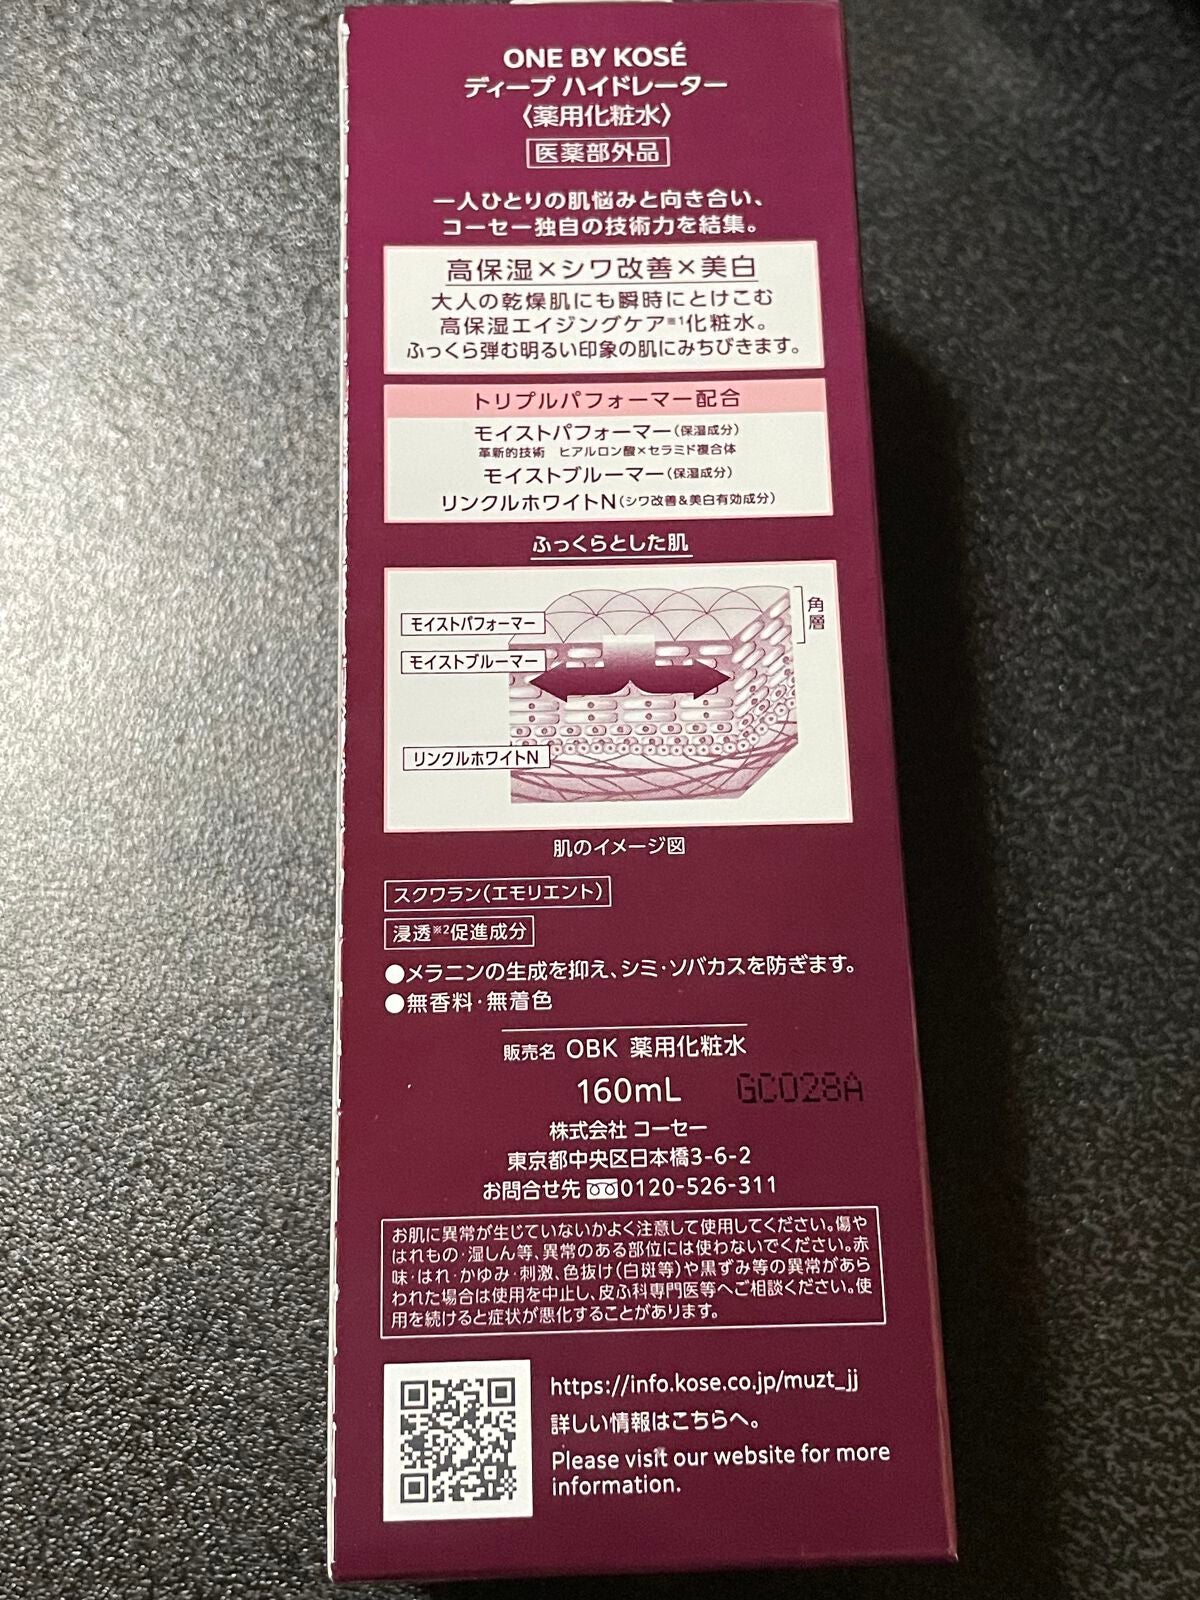 ONE BY KOSÉ
ディープ ハイドレーター
〈薬用化粧水〉
医薬部外品
一人ひとりの肌悩みと向き合い、
コーセー独自の技術力を結集。
高保湿×シワ改善×美白
大人の乾燥肌にも瞬時にとけこむ
高保湿エイジングケア※1化粧水。
ふっくら弾む明るい印象の肌にみちびきます。
トリプルパフォーマー配合
モイストパフォーマー(保湿成分)
革新的技術 ヒアルロン酸×セラミド複合体
モイストブルーマー(保湿成分)
リンクルホワイトN(シワ改善&美白有効成分)
ふっくらとした肌
モイストパフォーマー
角層
モイストブルーマー
リンクルホワイトN
肌のイメージ図
スクワラン(エモリエント)
浸透※2促進成分
●メラニンの生成を抑え、シミ・ソバカスを防ぎます。
●無香料・無着色
販売名 OBK 薬用化粧水
160mL GC028A
株式会社 コーセー
東京都中央区日本橋3-6-2
お問合せ先 0120-526-311
お肌に異常が生じていないかよく注意して使用してください。傷や
はれもの・湿しん等、異常のある部位には使わないでください。赤
味・はれ・かゆみ・刺激、色抜け(白斑等)や黒ずみ等の異常があら
われた場合は使用を中止し、皮ふ科専門医等へご相談ください。使
用を続けると症状が悪化することがあります。
https://info.kose.co.jp/muzt_jj
詳しい情報はこちらへ。
Please visit our website for more
information.